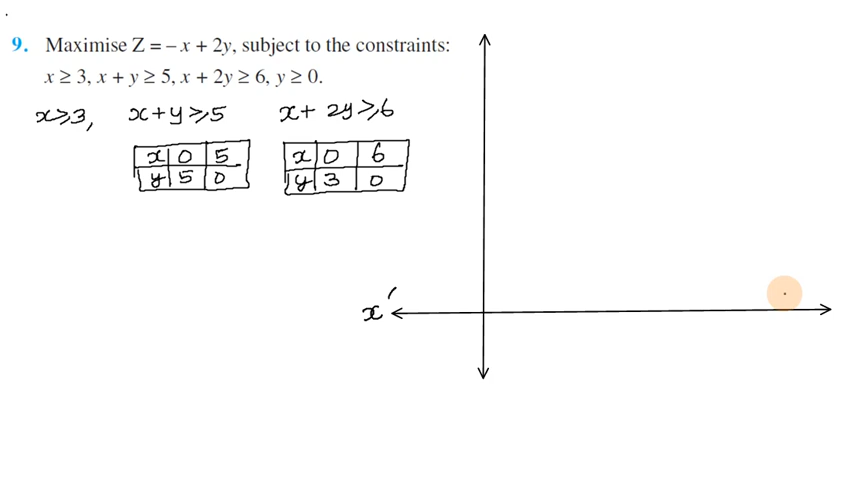 9. Maximise Z = – x + 2y, subject to the constraints:
x ≥ 3, x + y ≥ 5, x + 2y ≥ 6, y ≥ 0.
x≥3, x+y≥5 x+2y≥6
x 0 5 x 0 6
y 5 0 y 3 0
x'